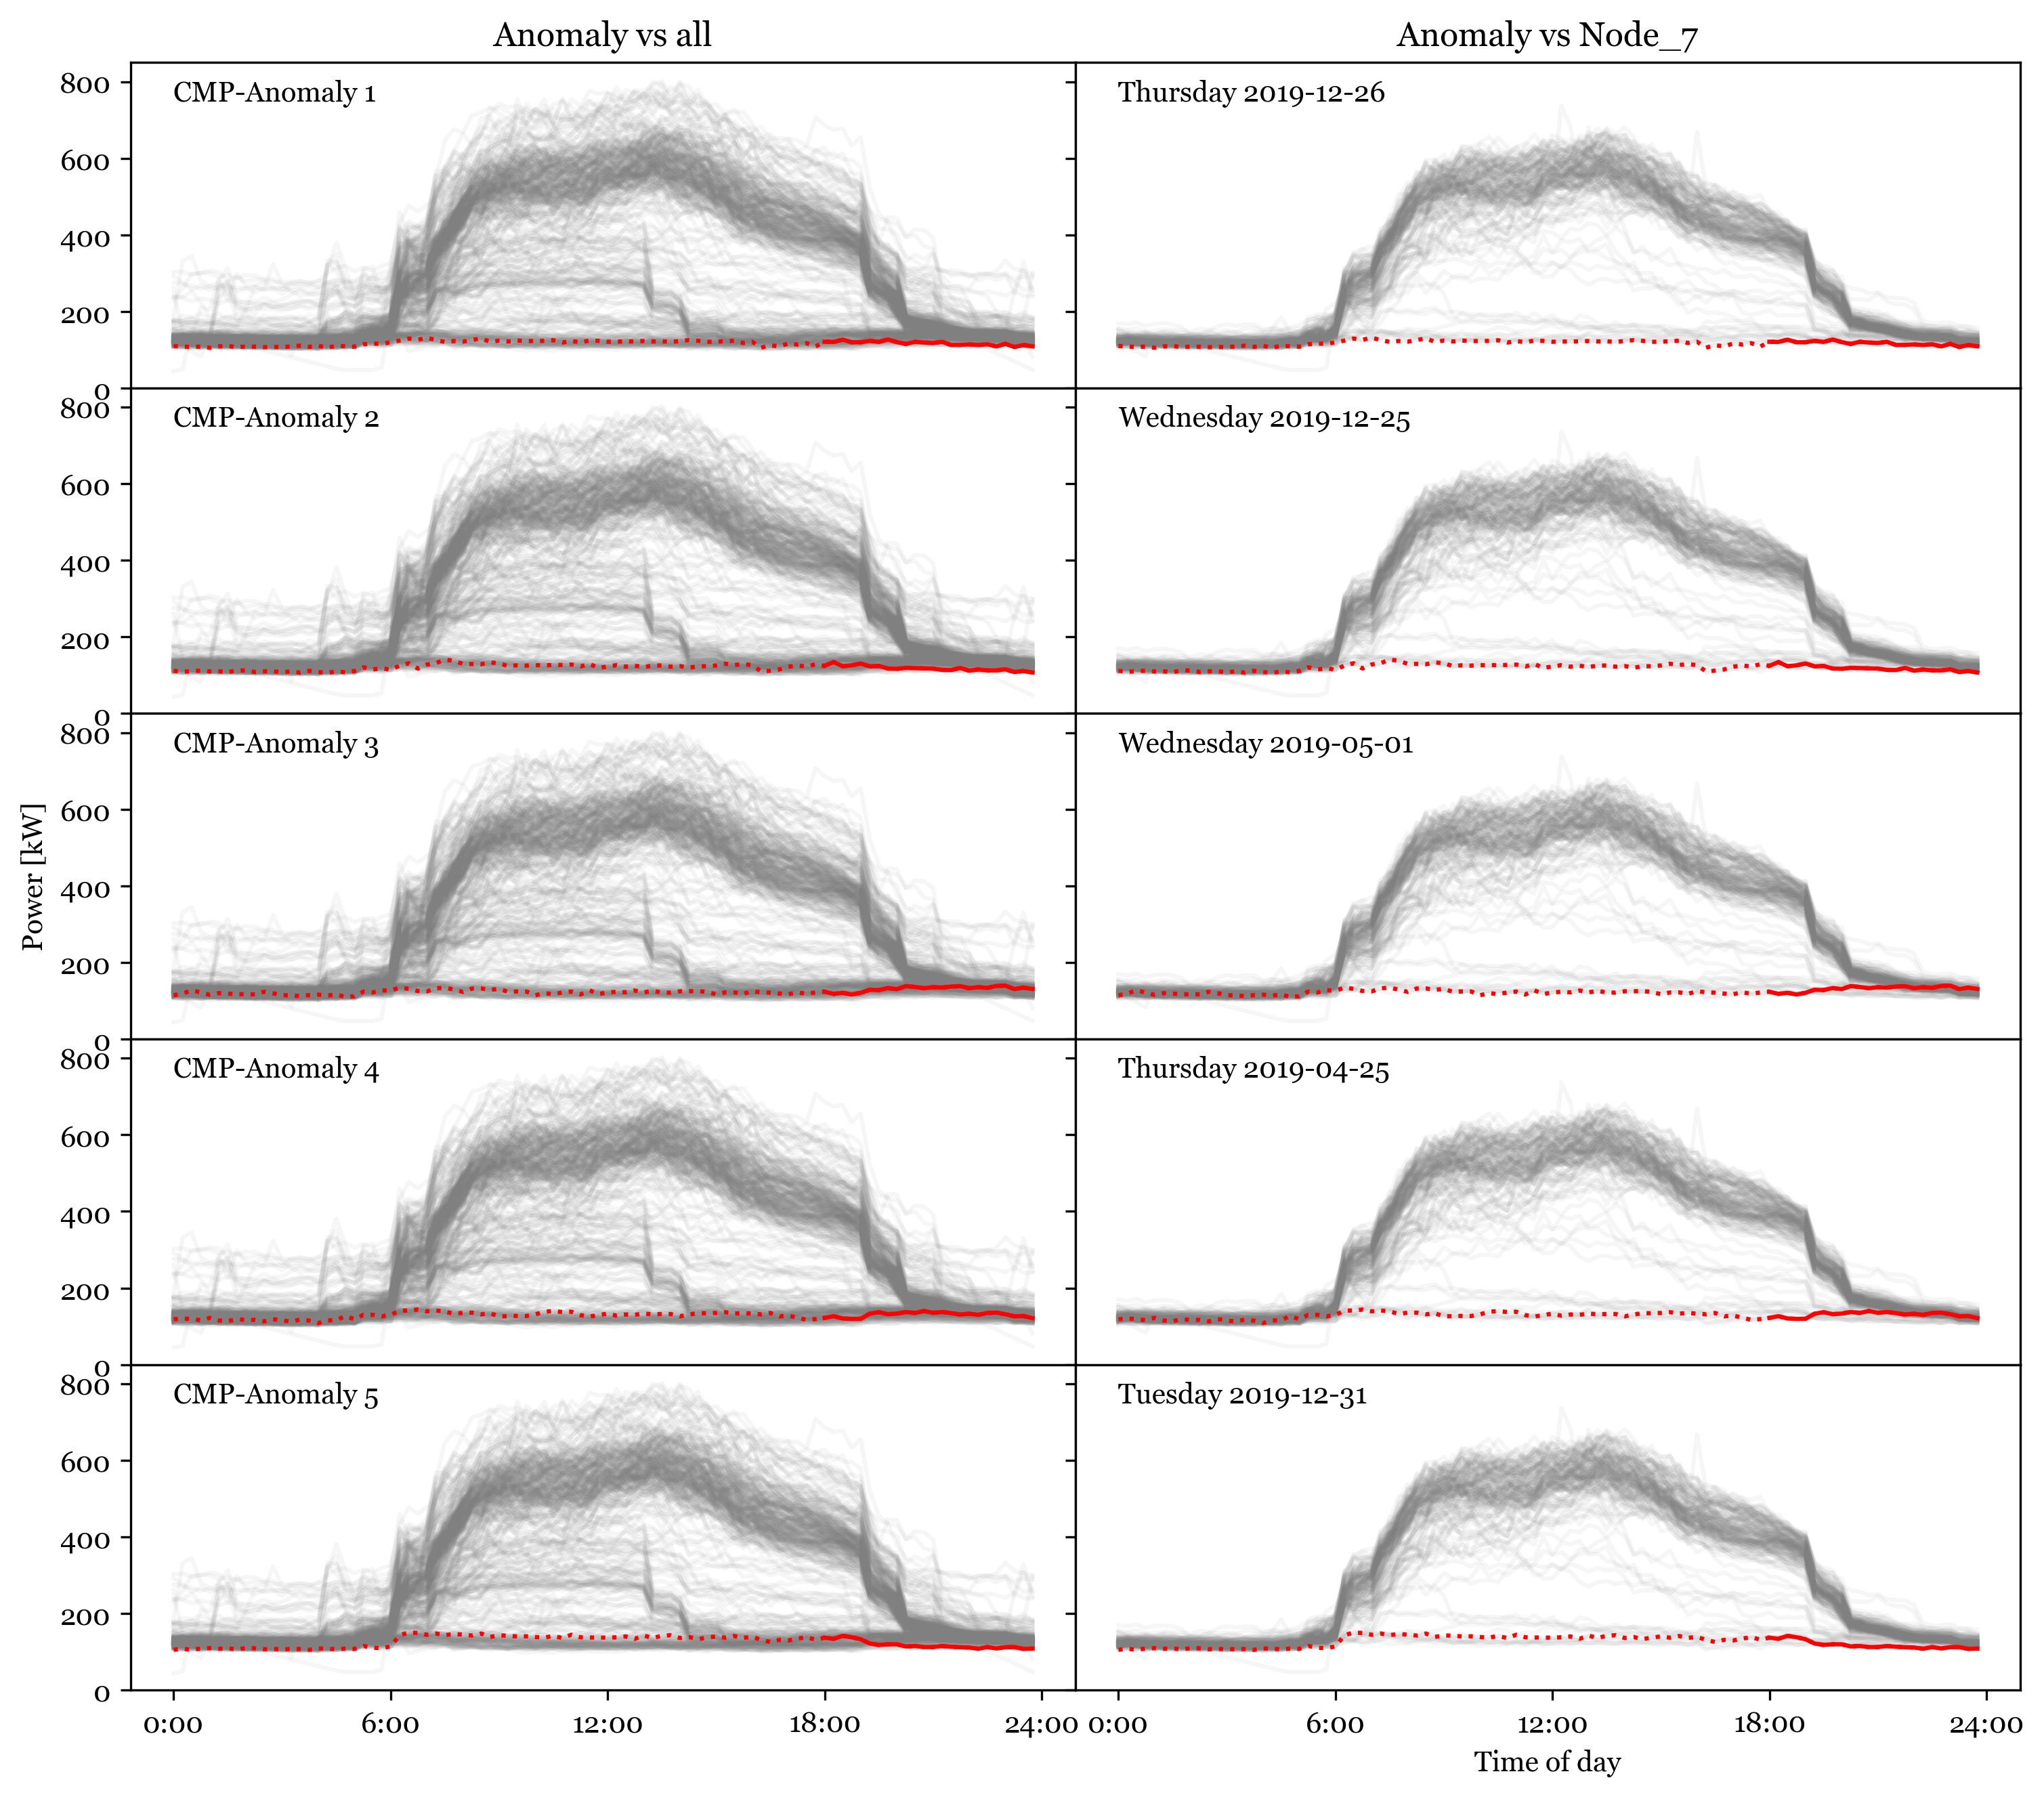 Anomaly vs all
Anomaly vs Node_7
Power [kW]
800
600
400
200
0
CMP-Anomaly 1
Thursday 2019-12-26
800
600
400
200
0
CMP-Anomaly 2
Wednesday 2019-12-25
800
600
400
200
0
CMP-Anomaly 3
Wednesday 2019-05-01
800
600
400
200
0
CMP-Anomaly 4
Thursday 2019-04-25
800
600
400
200
0
CMP-Anomaly 5
Tuesday 2019-12-31
0:00 6:00 12:00 18:00 24:00
0:00 6:00 12:00 18:00 24:00
Time of day